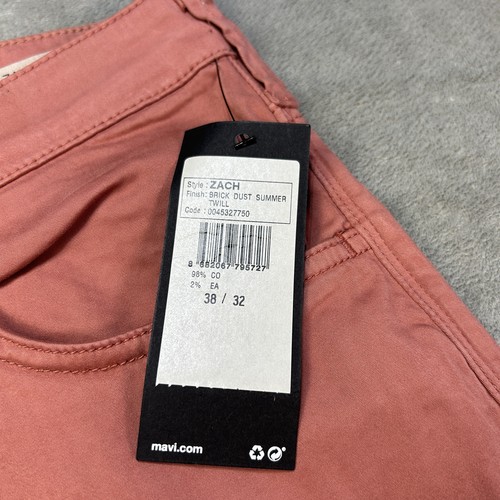 Style : ZACH
Finish: BRICK DUST SUMMER
TWILL
Code : 0045327750
8 682067 795727
98% CO
2% EA
38 / 32
mavi.com